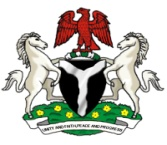 UNITY AND FAITH, PEACE AND PROGRESS